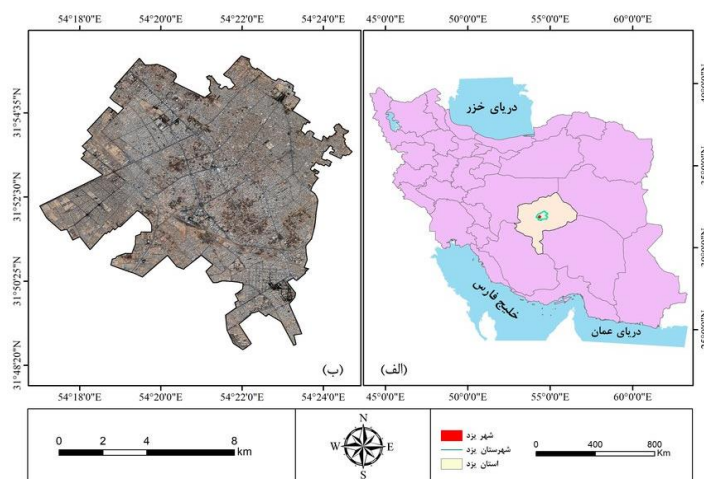 54°18'0"E 54°20'0"E 54°22'0"E 54°24'0"E
45°0'0"E 50°0'0"E 55°0'0"E 60°0'0"E
31°54'35"N
31°52'30"N
31°50'25"N
31°48'20"N
دریای خزر
خلیج فارس
دریای عمان
(ب)
(الف)
54°18'0"E 54°20'0"E 54°22'0"E 54°24'0"E
45°0'0"E 50°0'0"E 55°0'0"E 60°0'0"E
0 2 4 8
km
N
W E
S
شهر یزد
شهرستان یزد
استان یزد
0 400 800
km